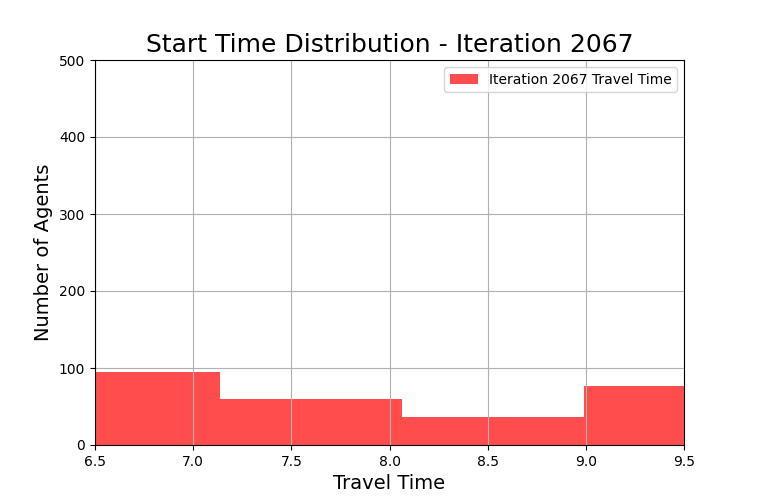 Start Time Distribution - Iteration 2067
Iteration 2067 Travel Time
Number of Agents
500
400
300
200
100
0
6.5 7.0 7.5 8.0 8.5 9.0 9.5
Travel Time